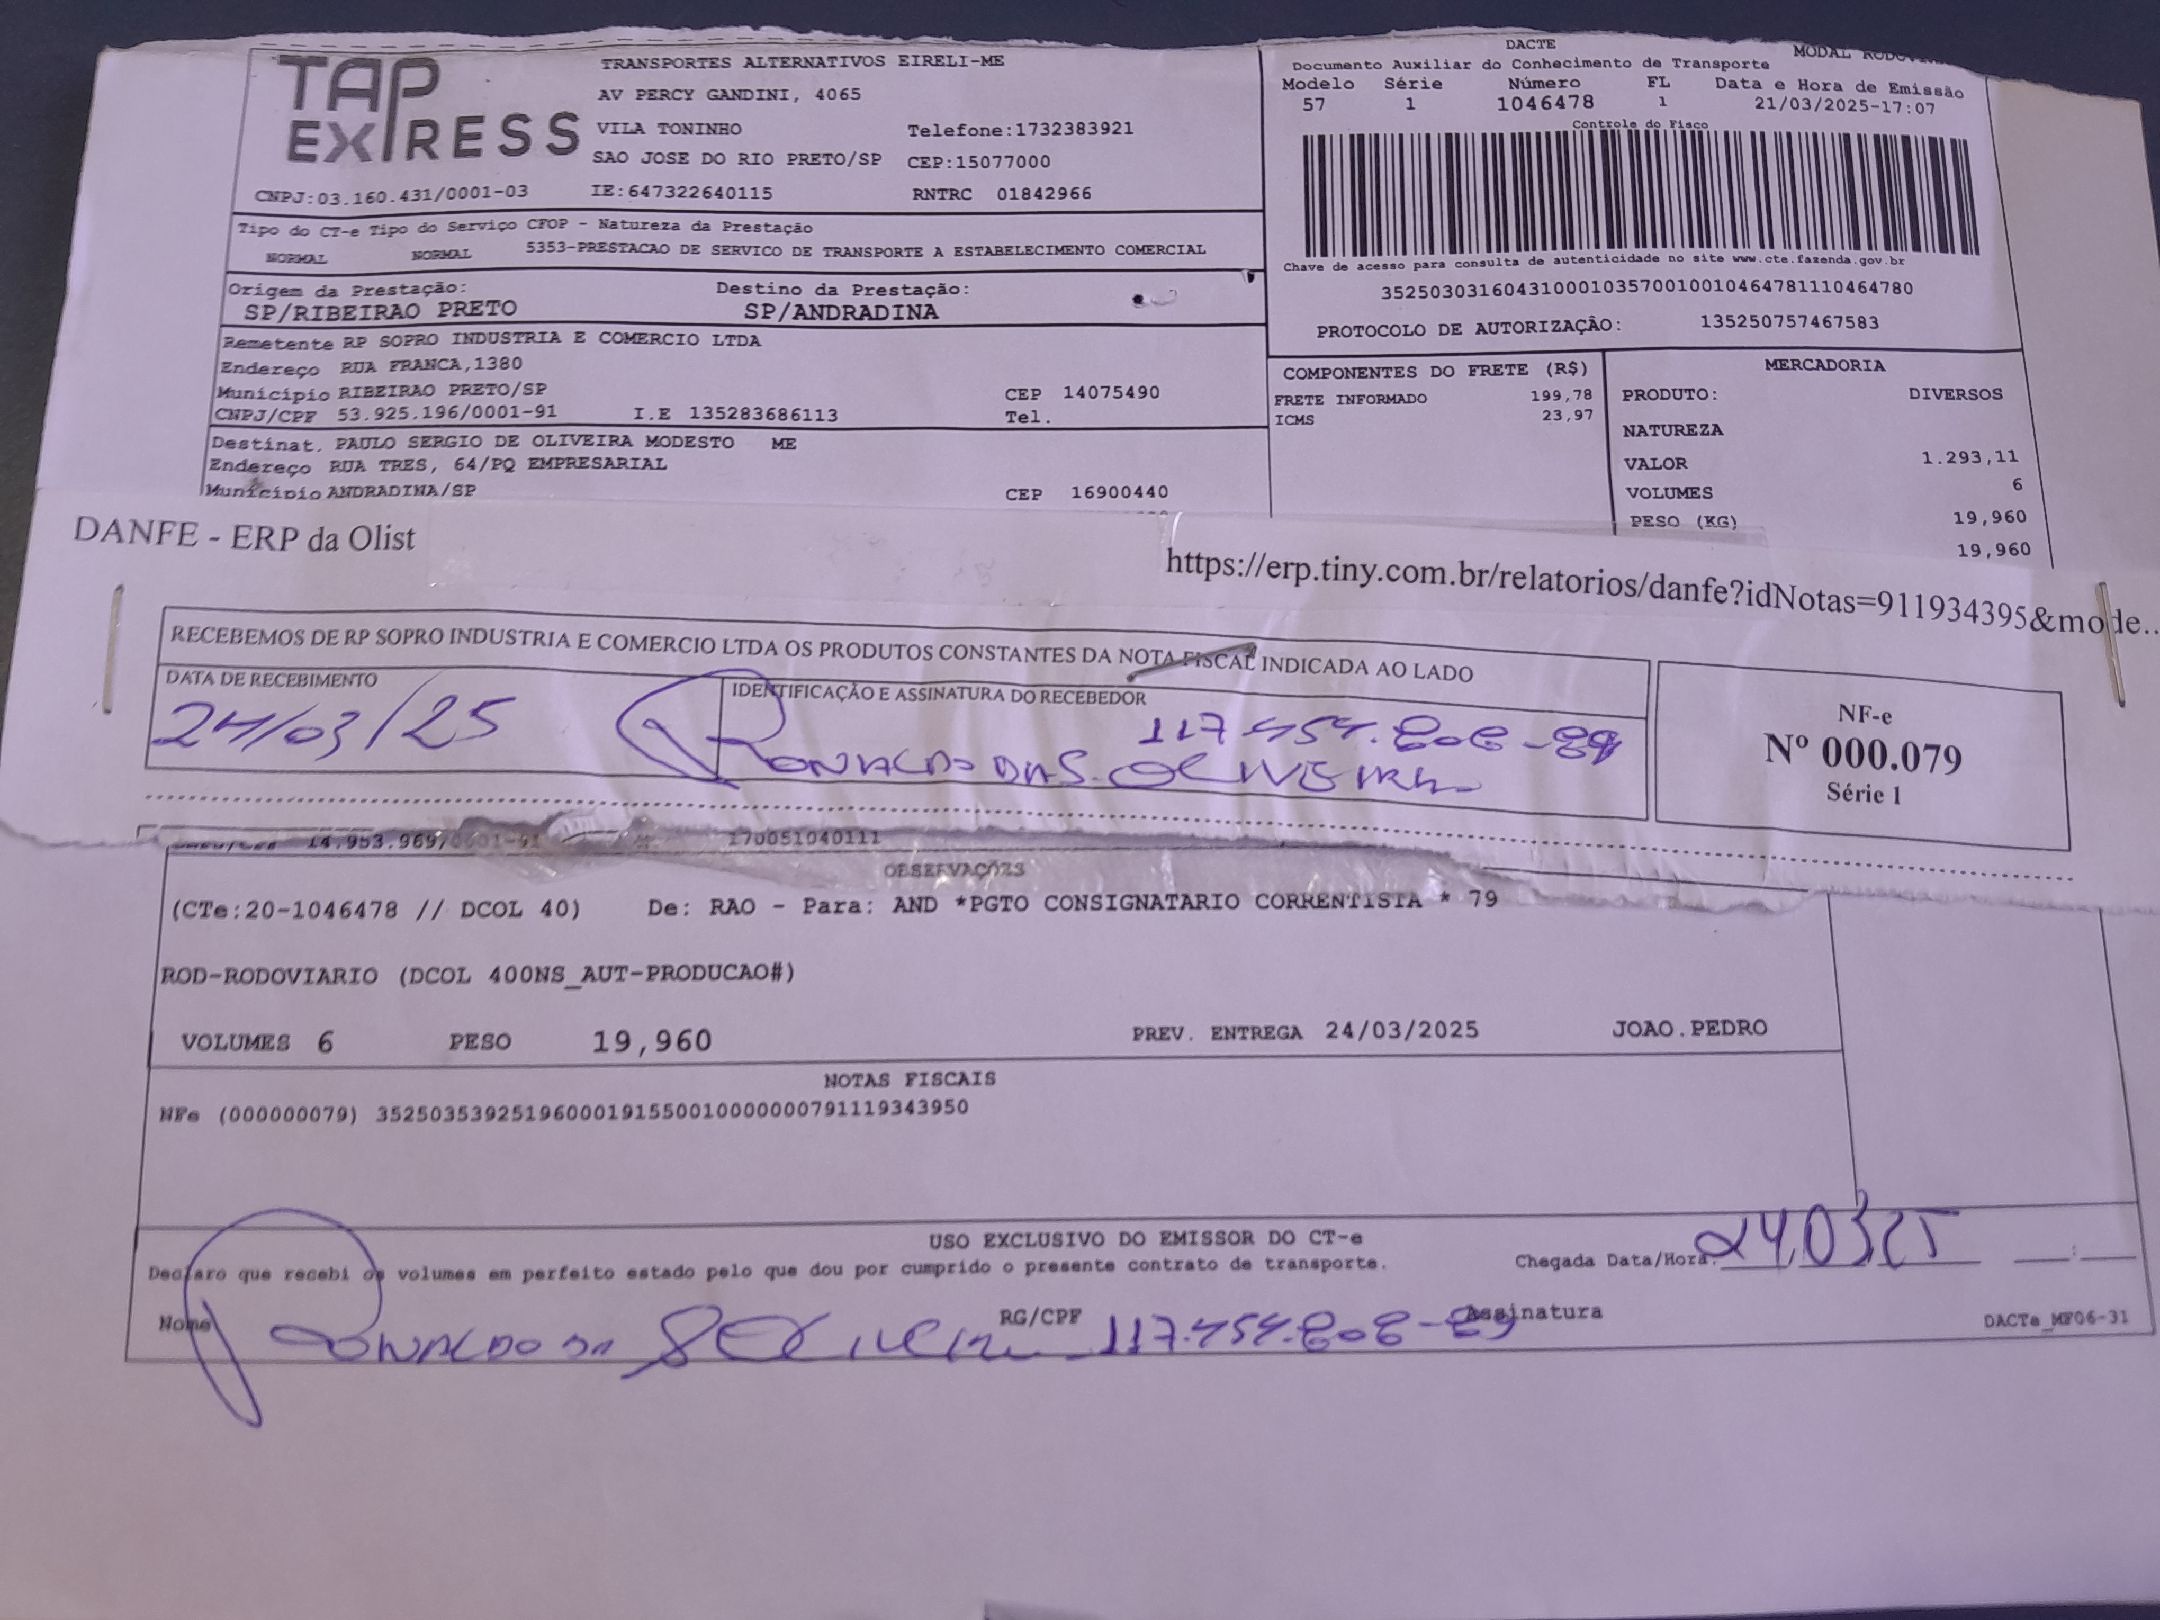 TAP EXPRESS
TRANSPORTES ALTERNATIVOS EIRELI-ME
AV PERCY GANDINI, 4065
VILA TONINHO Telefone:1732383921
SAO JOSE DO RIO PRETO/SP CEP:15077000
CNPJ:03.160.431/0001-03 IE:647322640115 RNTRC 01842966
Tipo do CT-e Tipo do Serviço CFOP - Natureza da Prestação
NORMAL NORMAL 5353-PRESTACAO DE SERVICO DE TRANSPORTE A ESTABELECIMENTO COMERCIAL
Origem da Prestação: Destino da Prestação:
SP/RIBEIRAO PRETO SP/ANDRADINA
Remetente RP SOPRO INDUSTRIA E COMERCIO LTDA
Endereço RUA FRANCA,1380
Município RIBEIRAO PRETO/SP CEP 14075490
CNPJ/CPF 53.925.196/0001-91 I.E 135283686113 Tel.
Destinat. PAULO SERGIO DE OLIVEIRA MODESTO ME
Endereço RUA TRES, 64/PQ EMPRESARIAL
Município ANDRADINA/SP CEP 16900440
DACTE MODAL
Documento Auxiliar do Conhecimento de Transporte
Modelo Série Número FL Data e Hora de Emissão
57 1 1046478 1 21/03/2025-17:07
Controle do Fisco
Chave de acesso para consulta de autenticidade no site www.cte.fazenda.gov.br
35250303160431000103570010010464781110464780
PROTOCOLO DE AUTORIZAÇÃO: 135250757467583
COMPONENTES DO FRETE (R$)
FRETE INFORMADO 199,78
ICMS 23,97
MERCADORIA
PRODUTO: DIVERSOS
NATUREZA
VALOR 1.293,11
VOLUMES 6
PESO (KG) 19,960
19,960
DANFE - ERP da Olist https://erp.tiny.com.br/relatorios/danfe?idNotas=911934395&mode...
RECEBEMOS DE RP SOPRO INDUSTRIA E COMERCIO LTDA OS PRODUTOS CONSTANTES DA NOTA FISCAL INDICADA AO LADO
DATA DE RECEBIMENTO IDENTIFICAÇÃO E ASSINATURA DO RECEBEDOR
24/03/25 117.454.808-89
RONALDO DA S. OLIVEIRA
NF-e
Nº 000.079
Série 1
14.953.969/0001-91 170051040111
OBSERVAÇÕES
(CTe:20-1046478 // DCOL 40) De: RAO - Para: AND *PGTO CONSIGNATARIO CORRENTISTA * 79
ROD-RODOVIARIO (DCOL 400NS_AUT-PRODUCAO#)
VOLUMES 6 PESO 19,960 PREV. ENTREGA 24/03/2025 JOAO.PEDRO
NOTAS FISCAIS
NFe (000000079) 35250353925196000191550010000000791119343950
USO EXCLUSIVO DO EMISSOR DO CT-e
Declaro que recebi os volumes em perfeito estado pelo que dou por cumprido o presente contrato de transporte. Chegada Data/Hora: 24,03,25 :
Nome RONALDO DA S OLIVEIRA RG/CPF 117.454.808-89 Assinatura DACTe_MF06-31